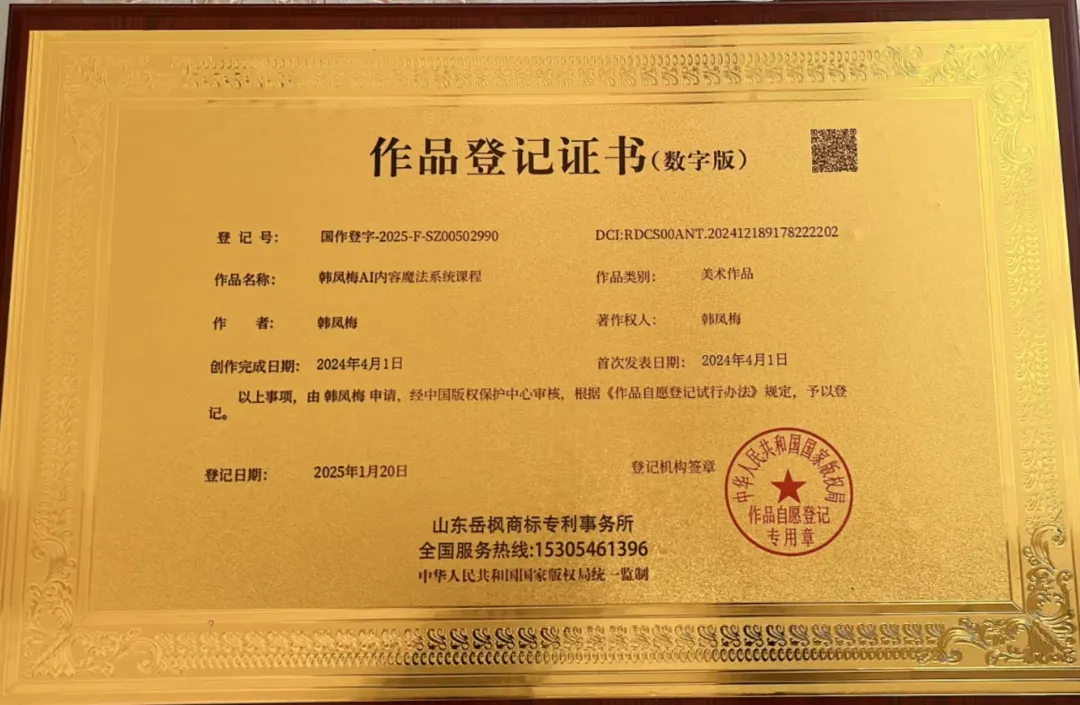 作品登记证书(数字版)
登 记 号: 国作登字-2025-F-SZ00502990 DCI:RDCS00ANT.202412189178222202
作品名称: 韩凤梅AI内容魔法系统课程 作品类别: 美术作品
作 者: 韩凤梅 著作权人: 韩凤梅
创作完成日期: 2024年4月1日 首次发表日期: 2024年4月1日
以上事项，由 韩凤梅 申请，经中国版权保护中心审核，根据《作品自愿登记试行办法》规定，予以登
记。
登记日期: 2025年1月20日 登记机构签章
中华人民共和国国家版权局
作品自愿登记
专用章
山东岳枫商标专利事务所
全国服务热线:15305461396
中华人民共和国国家版权局统一监制